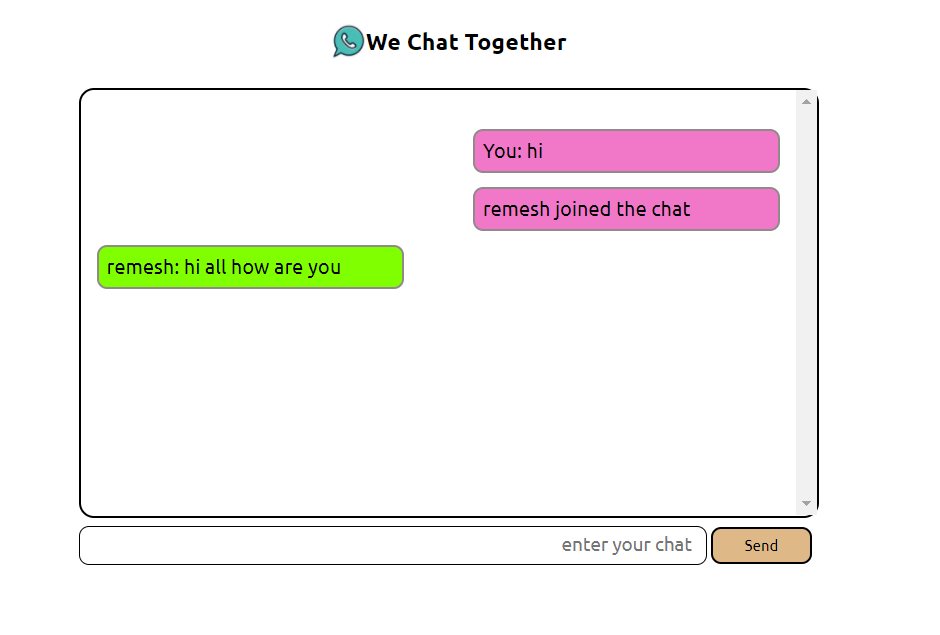 We Chat Together
You: hi
remesh joined the chat
remesh: hi all how are you
enter your chat
Send